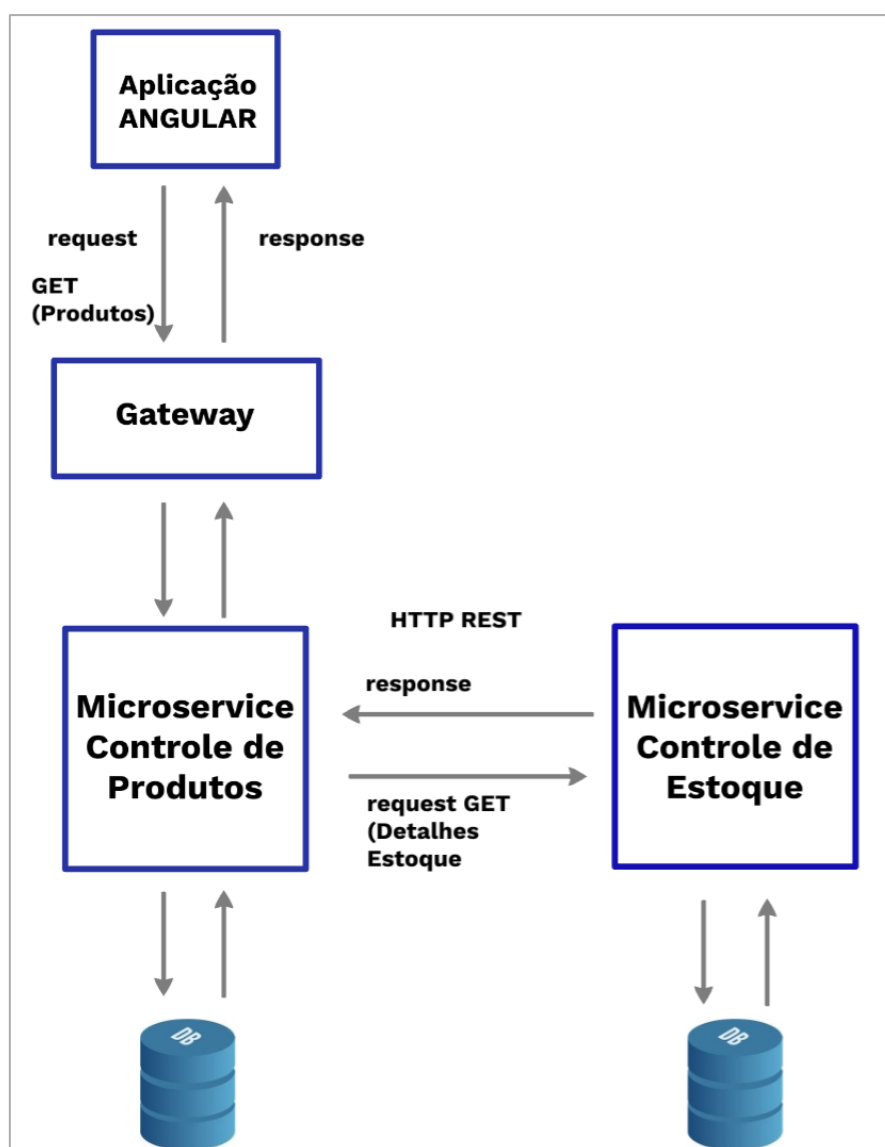 Aplicação
ANGULAR
request
response
GET
(Produtos)
Gateway
HTTP REST
response
Microservice
Controle de
Produtos
Microservice
Controle de
Estoque
request GET
(Detalhes
Estoque
DB
DB